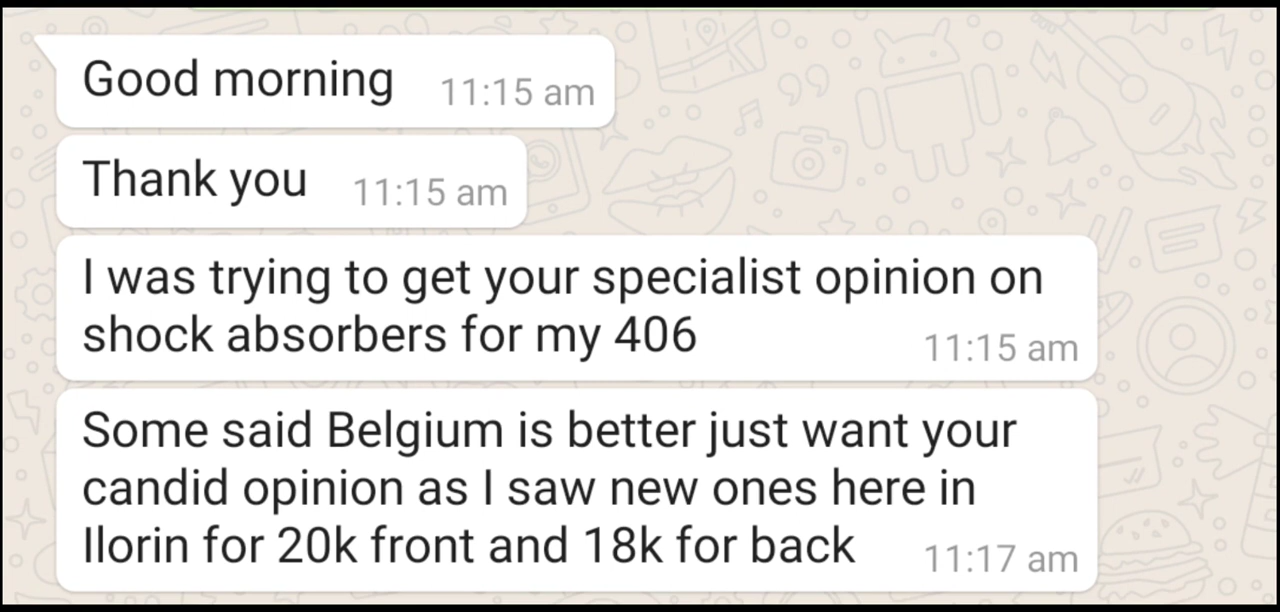 Good morning 11:15 am
Thank you 11:15 am
I was trying to get your specialist opinion on
shock absorbers for my 406 11:15 am
Some said Belgium is better just want your
candid opinion as I saw new ones here in
Ilorin for 20k front and 18k for back 11:17 am